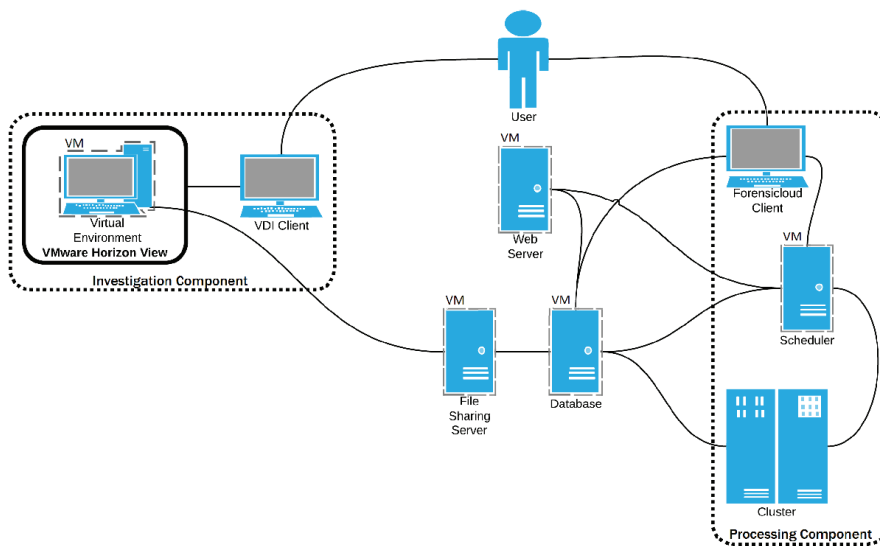 User
VM
VM
Virtual
Environment
VMware Horizon View
VDI Client
Investigation Component
Web
Server
Forensicloud
Client
VM
Scheduler
VM
File
Sharing
Server
VM
Database
Cluster
Processing Component